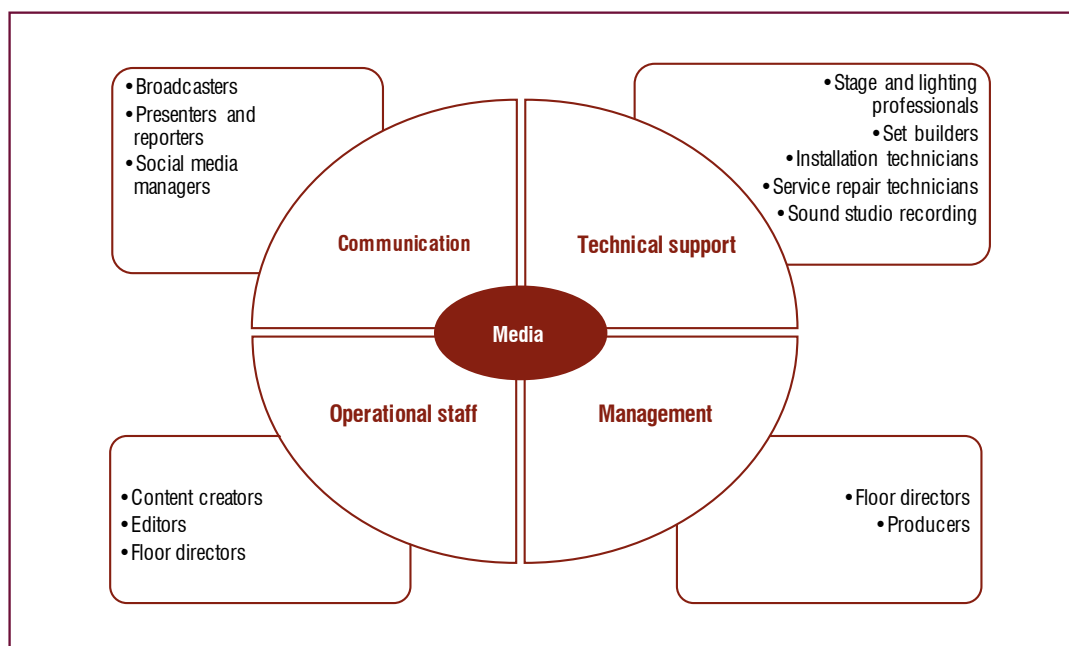 • Broadcasters
• Presenters and
reporters
• Social media
managers
• Stage and lighting
professionals
• Set builders
• Installation technicians
• Service repair technicians
• Sound studio recording
Communication
Technical support
Media
Operational staff
Management
• Content creators
• Editors
• Floor directors
• Floor directors
• Producers